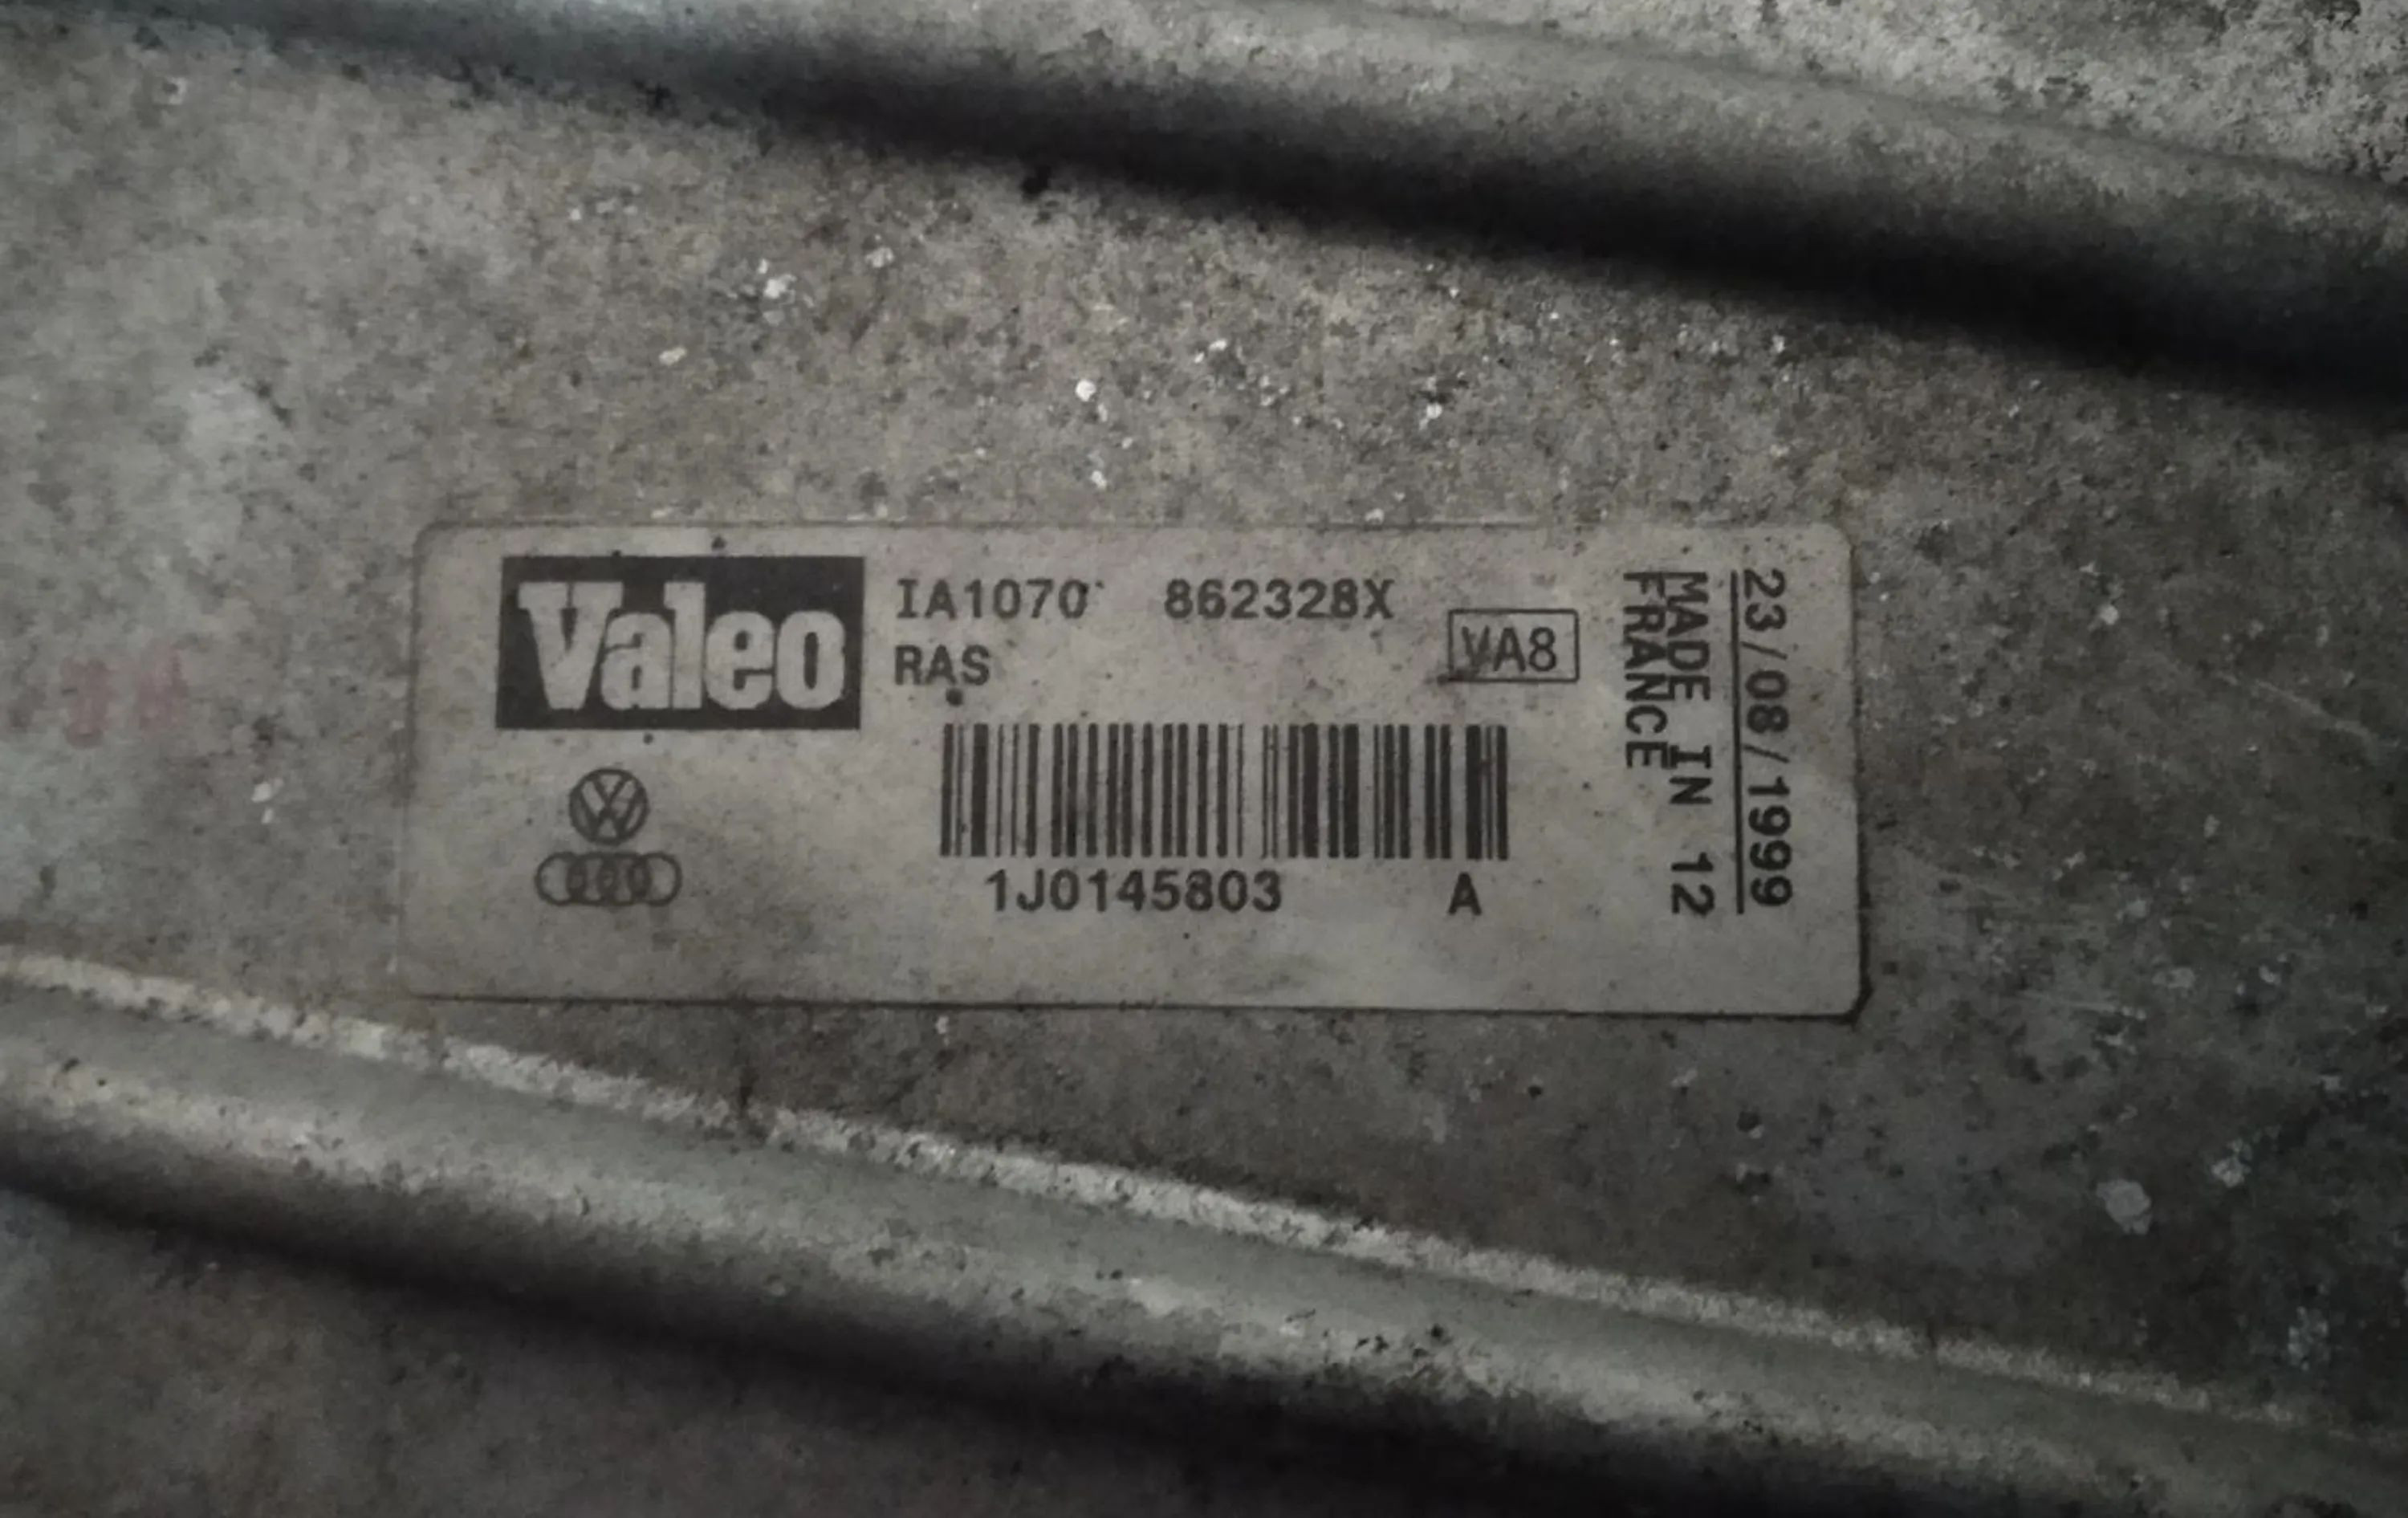 Valeo
IA1070 862328X
RAS
VA8
1J0145803 A
23/08/1999
MADE IN 12
FRANCE